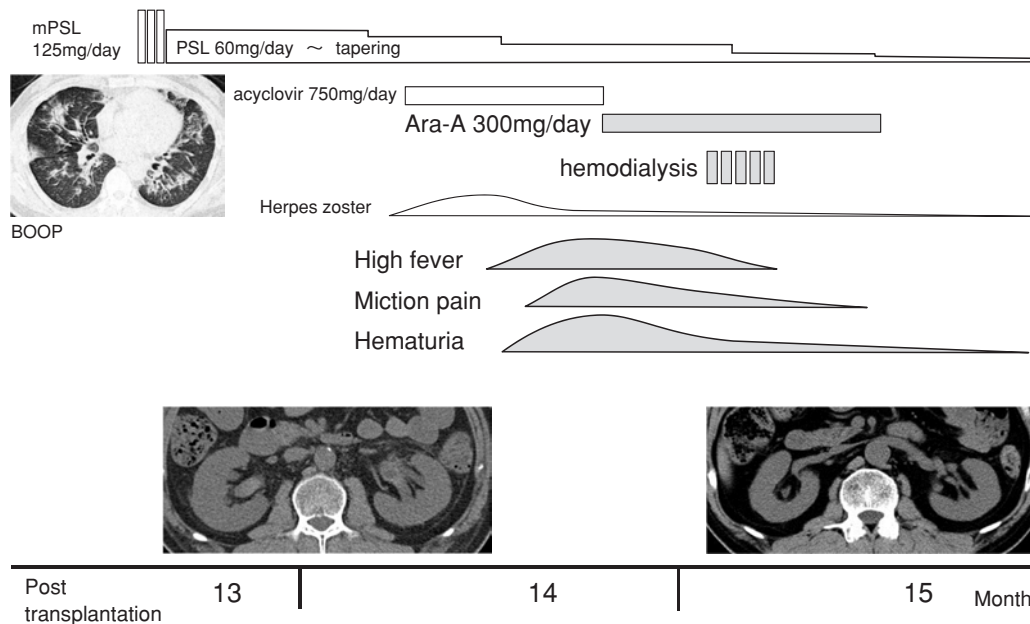 mPSL
125mg/day
PSL 60mg/day ～ tapering
acyclovir 750mg/day
Ara-A 300mg/day
hemodialysis
Herpes zoster
BOOP
High fever
Miction pain
Hematuria
Post
transplantation
13
14
15
Month